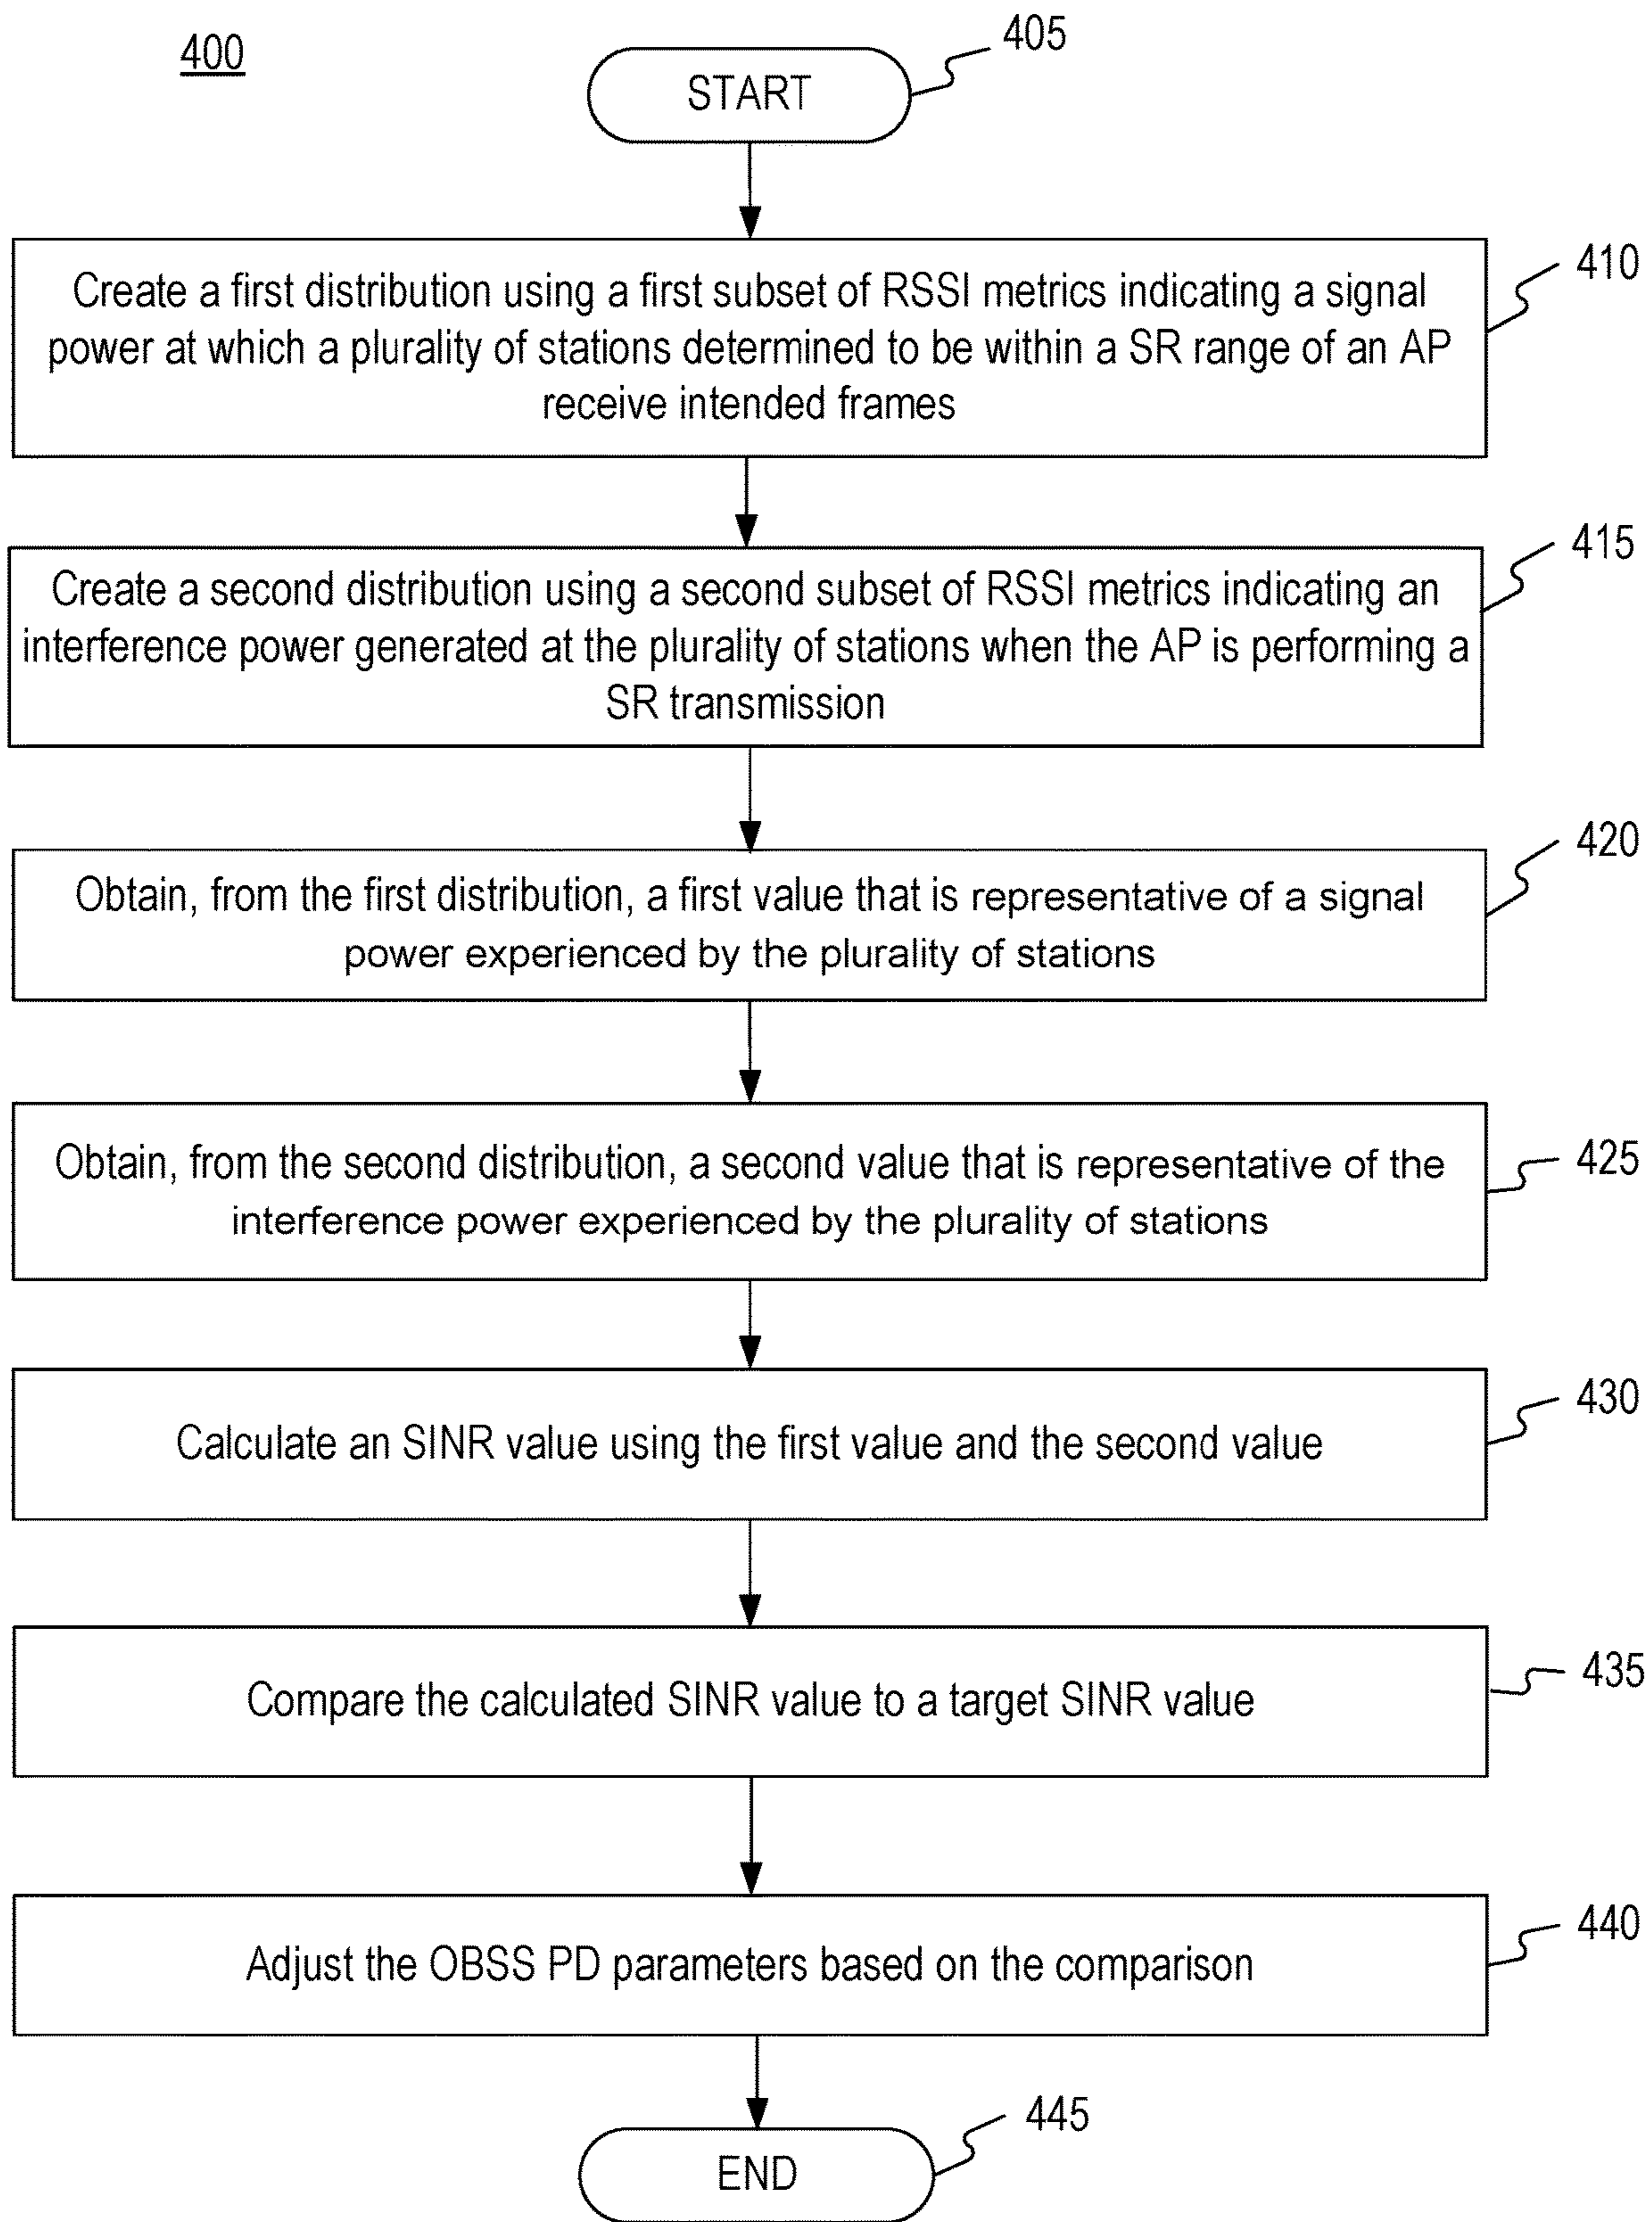 400
405
START
410
Create a first distribution using a first subset of RSSI metrics indicating a signal
power at which a plurality of stations determined to be within a SR range of an AP
receive intended frames
415
Create a second distribution using a second subset of RSSI metrics indicating an
interference power generated at the plurality of stations when the AP is performing a
SR transmission
420
Obtain, from the first distribution, a first value that is representative of a signal
power experienced by the plurality of stations
425
Obtain, from the second distribution, a second value that is representative of the
interference power experienced by the plurality of stations
430
Calculate an SINR value using the first value and the second value
435
Compare the calculated SINR value to a target SINR value
440
Adjust the OBSS PD parameters based on the comparison
445
END